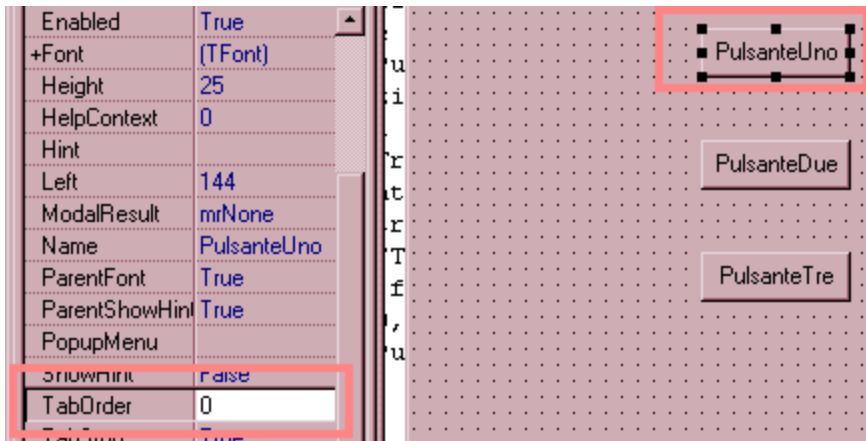 Enabled True
+Font (TFont)
Height 25
HelpContext 0
Hint
Left 144
ModalResult mrNone
Name PulsanteUno
ParentFont True
ParentShowHint True
PopupMenu
ShowHint False
TabOrder 0
PulsanteUno
PulsanteDue
PulsanteTre